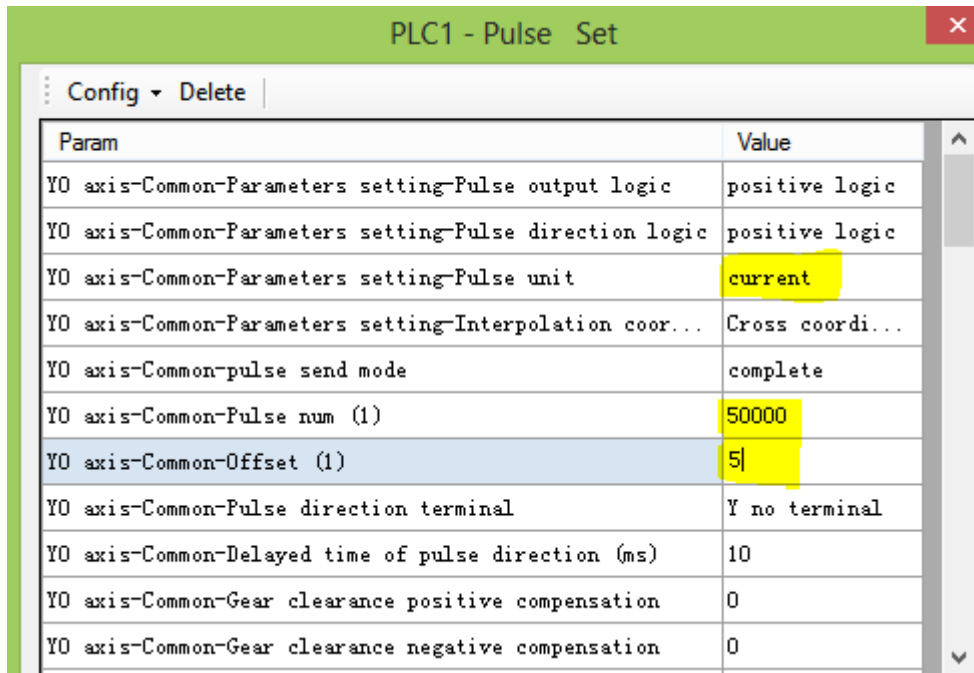 PLC1 - Pulse Set
Config Delete
Param Value
Y0 axis-Common-Parameters setting-Pulse output logic positive logic
Y0 axis-Common-Parameters setting-Pulse direction logic positive logic
Y0 axis-Common-Parameters setting-Pulse unit current
Y0 axis-Common-Parameters setting-Interpolation coor... Cross coordi...
Y0 axis-Common-pulse send mode complete
Y0 axis-Common-Pulse num (1) 50000
Y0 axis-Common-Offset (1) 5
Y0 axis-Common-Pulse direction terminal Y no terminal
Y0 axis-Common-Delayed time of pulse direction (ms) 10
Y0 axis-Common-Gear clearance positive compensation 0
Y0 axis-Common-Gear clearance negative compensation 0